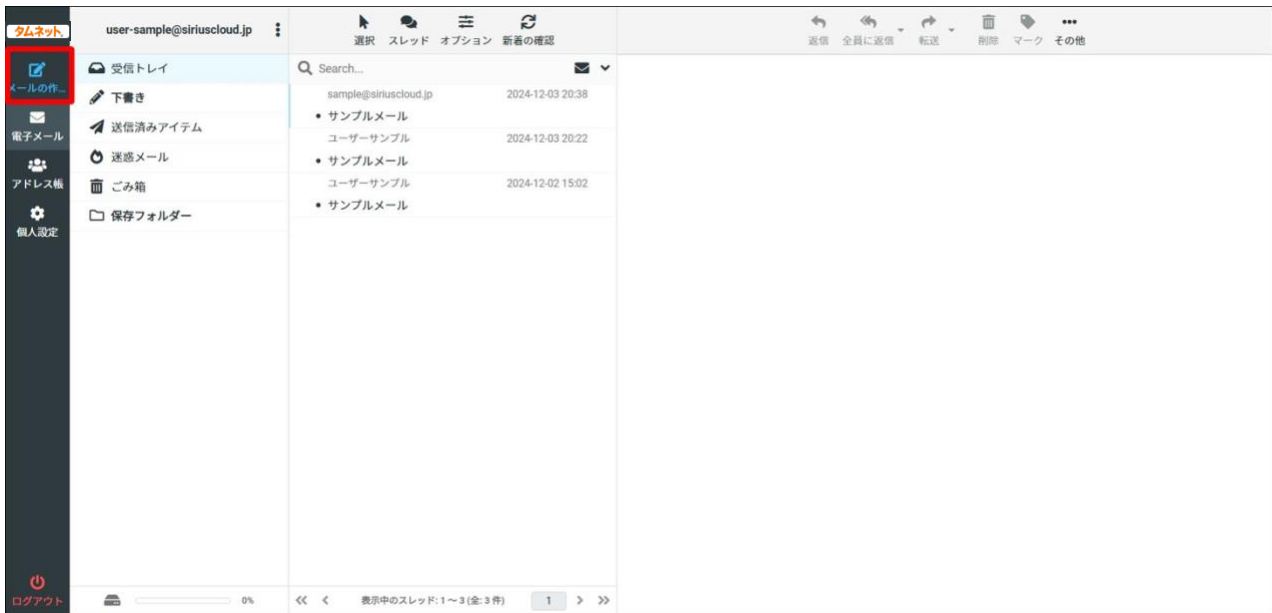 タムネット
メールの作...
電子メール
アドレス帳
個人設定
ログアウト
user-sample@siriuscloud.jp
受信トレイ
下書き
送信済みアイテム
迷惑メール
ごみ箱
保存フォルダー
0%
選択 スレッド オプション 新着の確認
Search...
sample@siriuscloud.jp 2024-12-03 20:38
• サンプルメール
ユーザーサンプル 2024-12-03 20:22
• サンプルメール
ユーザーサンプル 2024-12-02 15:02
• サンプルメール
表示中のスレッド: 1 ～ 3 (全: 3 件) 1
返信 全員に返信 転送 削除 マーク その他